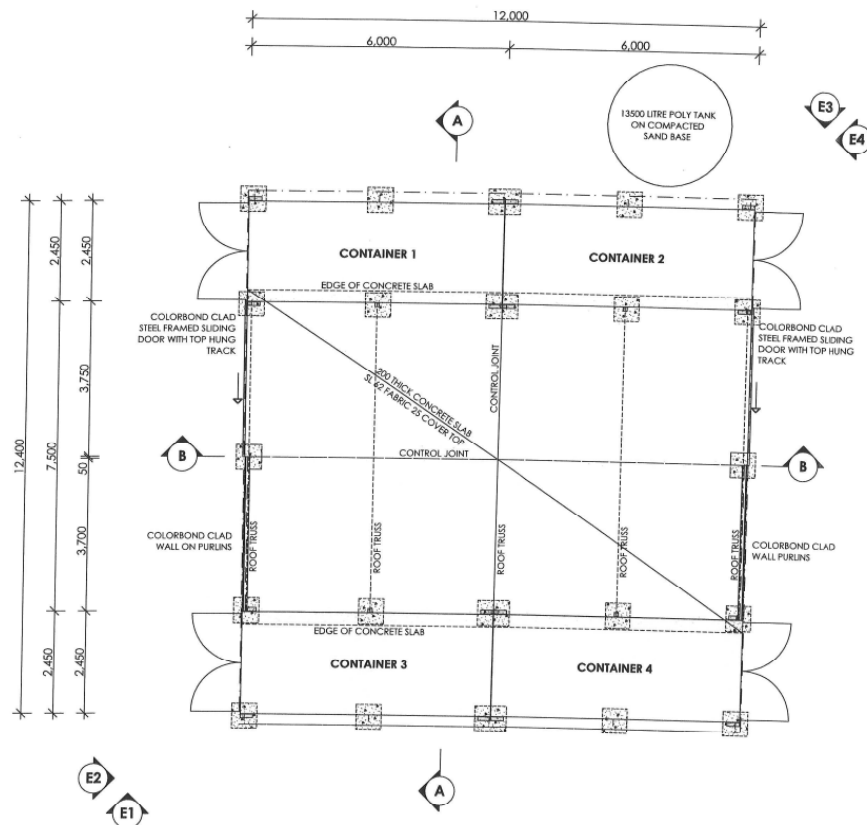 12,000
6,000
6,000
13500 LITRE POLY TANK
ON COMPACTED
SAND BASE
A
E3
E4
2,450
2,450
CONTAINER 1
CONTAINER 2
EDGE OF CONCRETE SLAB
COLORBOND CLAD
STEEL FRAMED SLIDING
DOOR WITH TOP HUNG
TRACK
COLORBOND CLAD
STEEL FRAMED SLIDING
DOOR WITH TOP HUNG
TRACK
12,400
7,500
3,750
50
3,700
200 THICK CONCRETE SLAB
SL 62 FABRIC 25 COVER TOP
CONTROL JOINT
CONTROL JOINT
B
B
COLORBOND CLAD
WALL ON PURLINS
COLORBOND CLAD
WALL PURLINS
ROOF TRUSS
ROOF TRUSS
ROOF TRUSS
ROOF TRUSS
ROOF TRUSS
2,450
2,450
EDGE OF CONCRETE SLAB
CONTAINER 3
CONTAINER 4
E2
E1
A